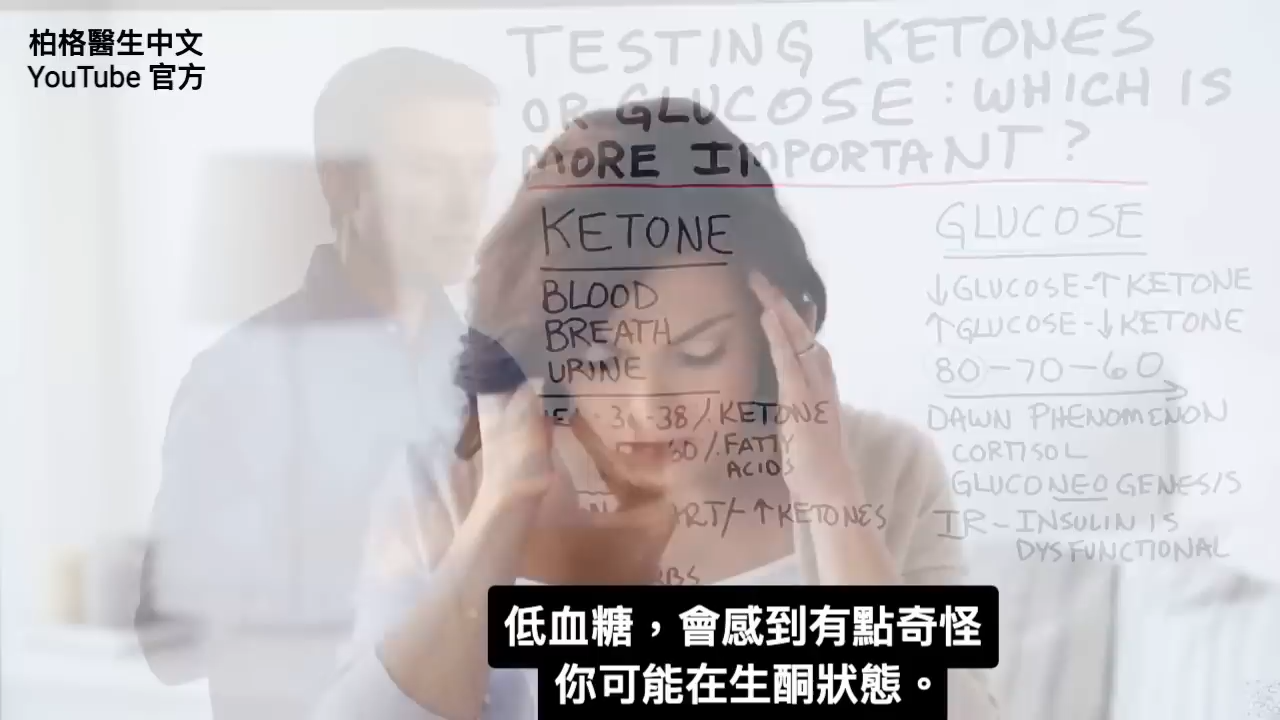 柏格醫生中文
YouTube 官方
TESTING KETONES
OR GLUCOSE : WHICH IS
MORE IMPORTANT ?
KETONE
BLOOD
BREATH
URINE
-38% KETONE
60% FATTY
ACIDS
↑ KETONES
GLUCOSE
↓GLUCOSE-↑KETONE
↑GLUCOSE-↓KETONE
80-70-60
DAWN PHENOMENON
CORTISOL
GLUCONEOGENESIS
IR-INSULIN IS
DYSFUNCTIONAL
低血糖，會感到有點奇怪
你可能在生酮狀態。